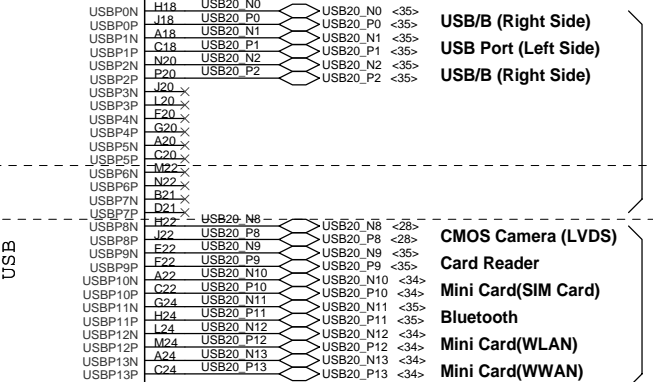 USBP0N H18 USB20_N0 USB20_N0 <35> USB/B (Right Side)
USBP0P J18 USB20_P0 USB20_P0 <35>
USBP1N A18 USB20_N1 USB20_N1 <35> USB Port (Left Side)
USBP1P C18 USB20_P1 USB20_P1 <35>
USBP2N N20 USB20_N2 USB20_N2 <35> USB/B (Right Side)
USBP2P P20 USB20_P2 USB20_P2 <35>
USBP3N J20
USBP3P L20
USBP4N F20
USBP4P G20
USBP5N A20
USBP5P C20
USBP6N M22
USBP6P N22
USBP7N B21
USBP7P D21
USBP8N H22 USB20_N8 USB20_N8 <28> CMOS Camera (LVDS)
USBP8P J22 USB20_P8 USB20_P8 <28>
USBP9N E22 USB20_N9 USB20_N9 <35> Card Reader
USBP9P F22 USB20_P9 USB20_P9 <35>
USBP10N A22 USB20_N10 USB20_N10 <34> Mini Card(SIM Card)
USBP10P C22 USB20_P10 USB20_P10 <34>
USBP11N G24 USB20_N11 USB20_N11 <35> Bluetooth
USBP11P H24 USB20_P11 USB20_P11 <35>
USBP12N L24 USB20_N12 USB20_N12 <34> Mini Card(WLAN)
USBP12P M24 USB20_P12 USB20_P12 <34>
USBP13N A24 USB20_N13 USB20_N13 <34> Mini Card(WWAN)
USBP13P C24 USB20_P13 USB20_P13 <34>
USB